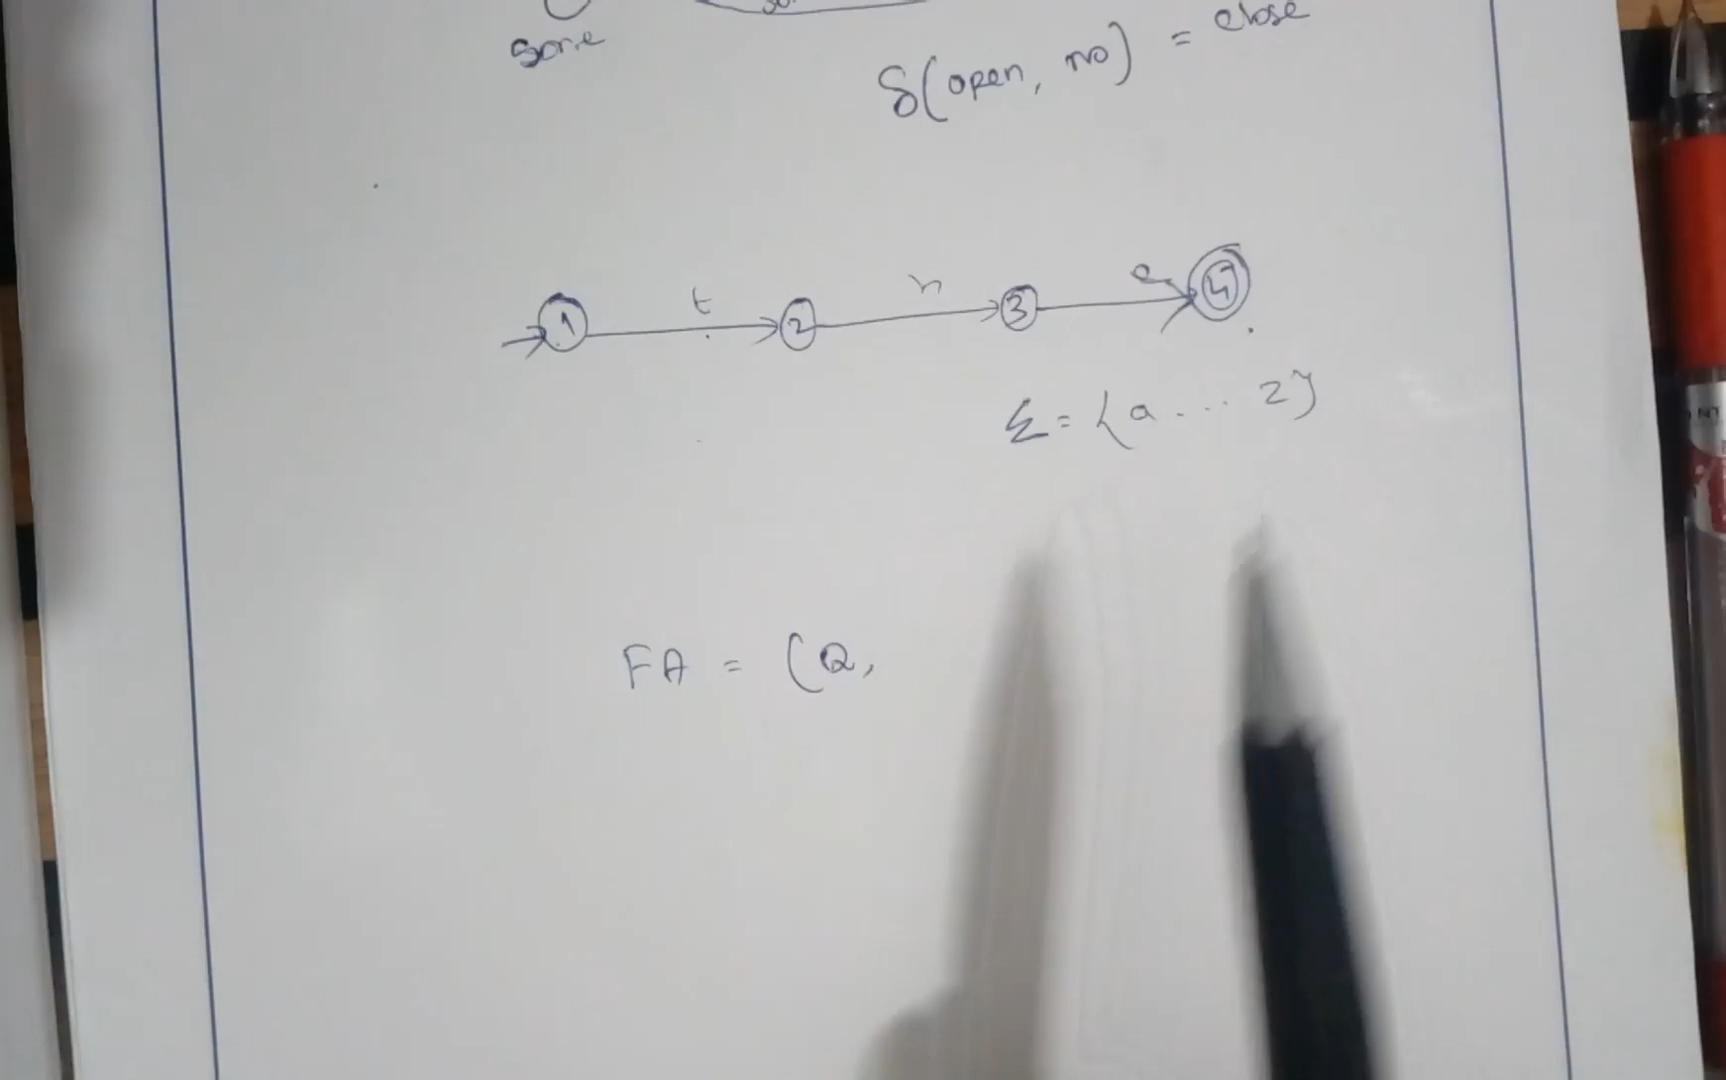 Some
δ(open, no) = close
t h e
1 2 3 4
Σ = {a ... z}
FA = (Q,